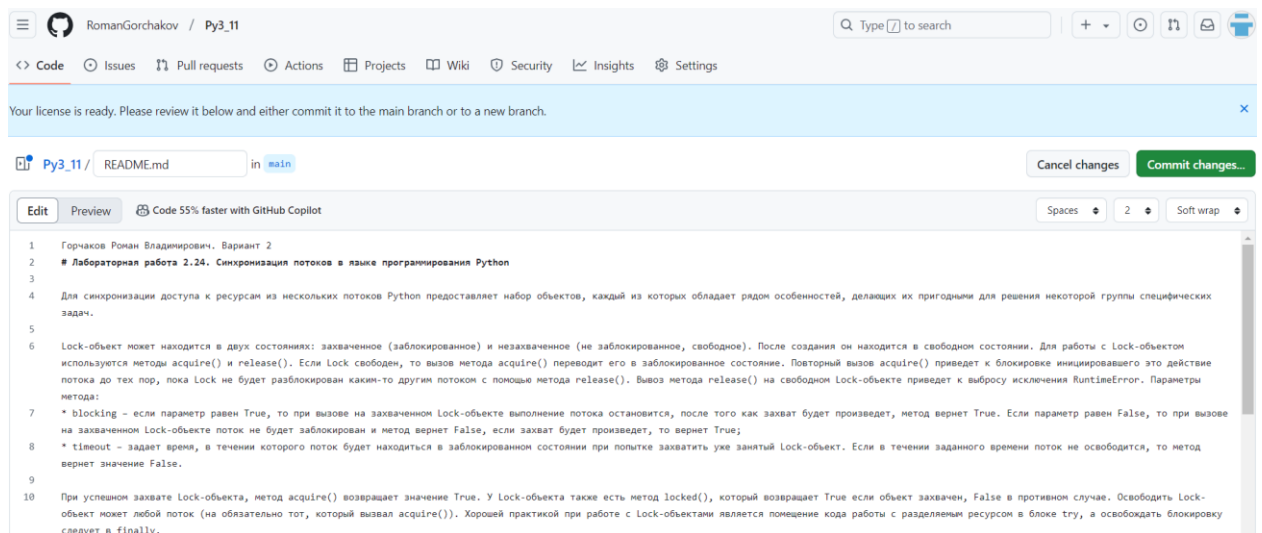 RomanGorchakov / Py3_11
Type / to search
<> Code Issues Pull requests Actions Projects Wiki Security Insights Settings
Your license is ready. Please review it below and either commit it to the main branch or to a new branch.
Py3_11 / README.md in main Cancel changes Commit changes...
Edit Preview Code 55% faster with GitHub Copilot Spaces 2 Soft wrap
1 Горчаков Роман Владимирович. Вариант 2
2 # Лабораторная работа 2.24. Синхронизация потоков в языке программирования Python
3
4 Для синхронизации доступа к ресурсам из нескольких потоков Python предоставляет набор объектов, каждый из которых обладает рядом особенностей, делающих их пригодными для решения некоторой группы специфических
задач.
5
6 Lock-объект может находится в двух состояниях: захваченное (заблокированное) и незахваченное (не заблокированное, свободное). После создания он находится в свободном состоянии. Для работы с Lock-объектом
используются методы acquire() и release(). Если Lock свободен, то вызов метода acquire() переводит его в заблокированное состояние. Повторный вызов acquire() приведет к блокировке инициировавшего это действие
потока до тех пор, пока Lock не будет разблокирован каким-то другим потоком с помощью метода release(). Вывоз метода release() на свободном Lock-объекте приведет к выбросу исключения RuntimeError. Параметры
метода:
7 * blocking – если параметр равен True, то при вызове на захваченном Lock-объекте выполнение потока остановится, после того как захват будет произведет, метод вернет True. Если параметр равен False, то при вызове
на захваченном Lock-объекте поток не будет заблокирован и метод вернет False, если захват будет произведет, то вернет True;
8 * timeout – задает время, в течении которого поток будет находиться в заблокированном состоянии при попытке захватить уже занятый Lock-объект. Если в течении заданного времени поток не освободится, то метод
вернет значение False.
9
10 При успешном захвате Lock-объекта, метод acquire() возвращает значение True. У Lock-объекта также есть метод locked(), который возвращает True если объект захвачен, False в противном случае. Освободить Lock-
объект может любой поток (на обязательно тот, который вызвал acquire()). Хорошей практикой при работе с Lock-объектами является помещение кода работы с разделяемым ресурсом в блоке try, а освобождать блокировку
следует в finally.